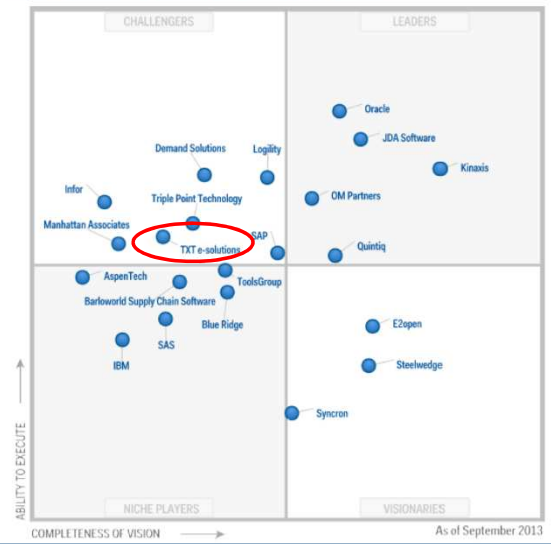 CHALLENGERS
LEADERS
Oracle
JDA Software
Demand Solutions
Logility
Kinaxis
Infor
Triple Point Technology
OM Partners
Manhattan Associates
SAP
TXT e-solutions
Quintiq
AspenTech
ToolsGroup
Barloworld Supply Chain Software
Blue Ridge
E2open
SAS
IBM
Steelwedge
Syncron
ABILITY TO EXECUTE
NICHE PLAYERS
VISIONARIES
COMPLETENESS OF VISION
As of September 2013